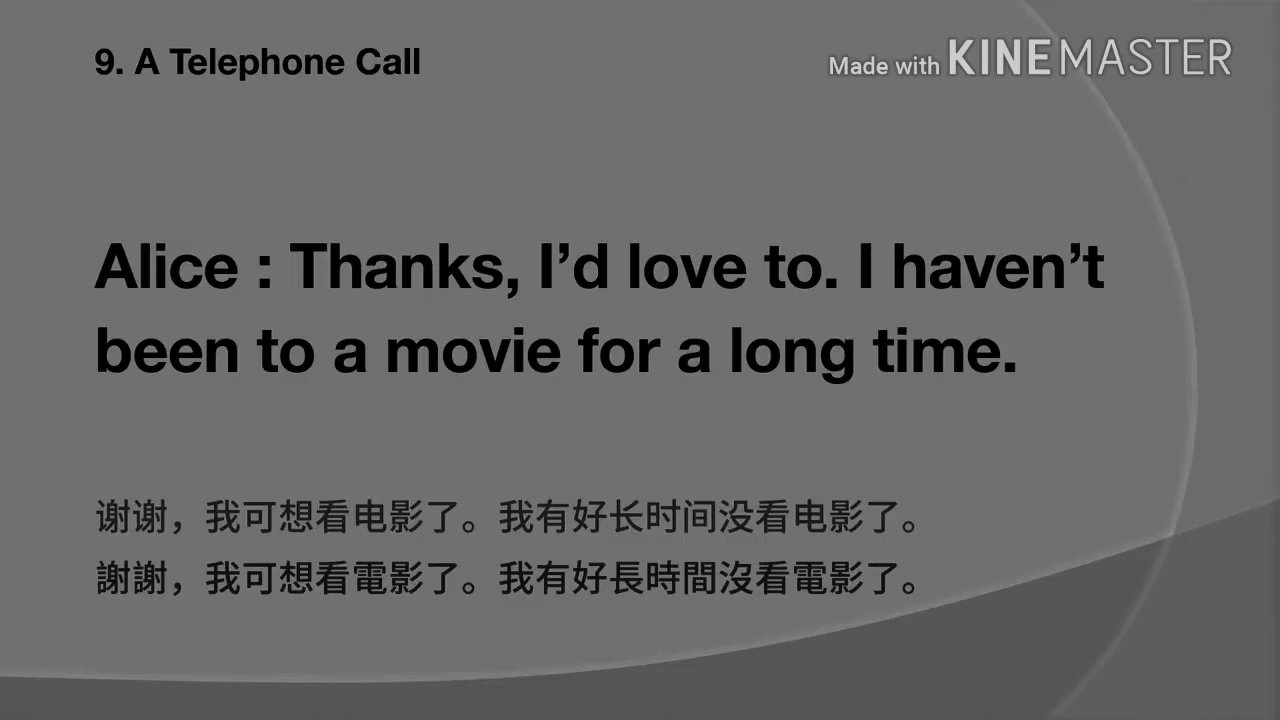 9. A Telephone Call
Made with KINEMASTER
Alice : Thanks, I’d love to. I haven’t
been to a movie for a long time.
谢谢，我可想看电影了。我有好长时间没看电影了。
謝謝，我可想看電影了。我有好長時間沒看電影了。